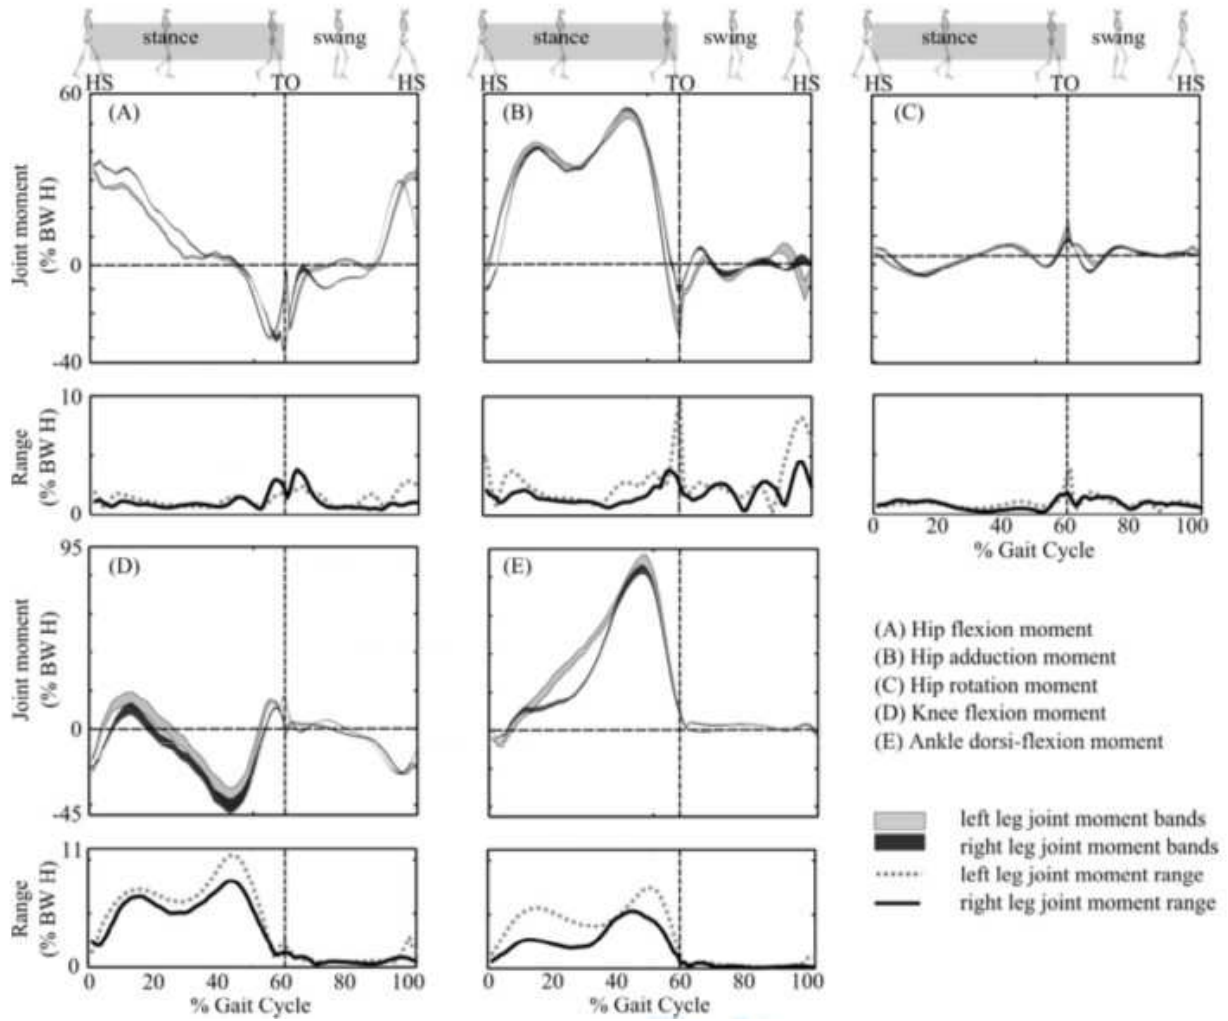 stance swing stance swing stance swing
HS TO HS HS TO HS HS TO HS
60 (A) (B) (C)
Joint moment
(% BW H)
0
-40
10
Range
(% BW H)
0
0 20 40 60 80 100
% Gait Cycle
95
(D) (E)
Joint moment
(% BW H)
0
-45
(A) Hip flexion moment
(B) Hip adduction moment
(C) Hip rotation moment
(D) Knee flexion moment
(E) Ankle dorsi-flexion moment
left leg joint moment bands
right leg joint moment bands
left leg joint moment range
right leg joint moment range
11
Range
(% BW H)
0
0 20 40 60 80 100 0 20 40 60 80 100
% Gait Cycle % Gait Cycle